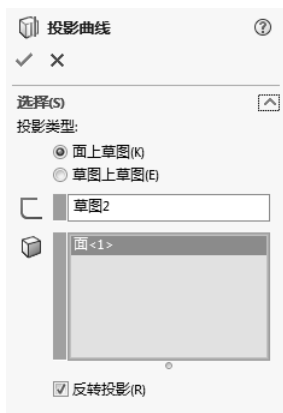 投影曲线
选择(S)
投影类型:
面上草图(K)
草图上草图(E)
草图2
面<1>
反转投影(R)